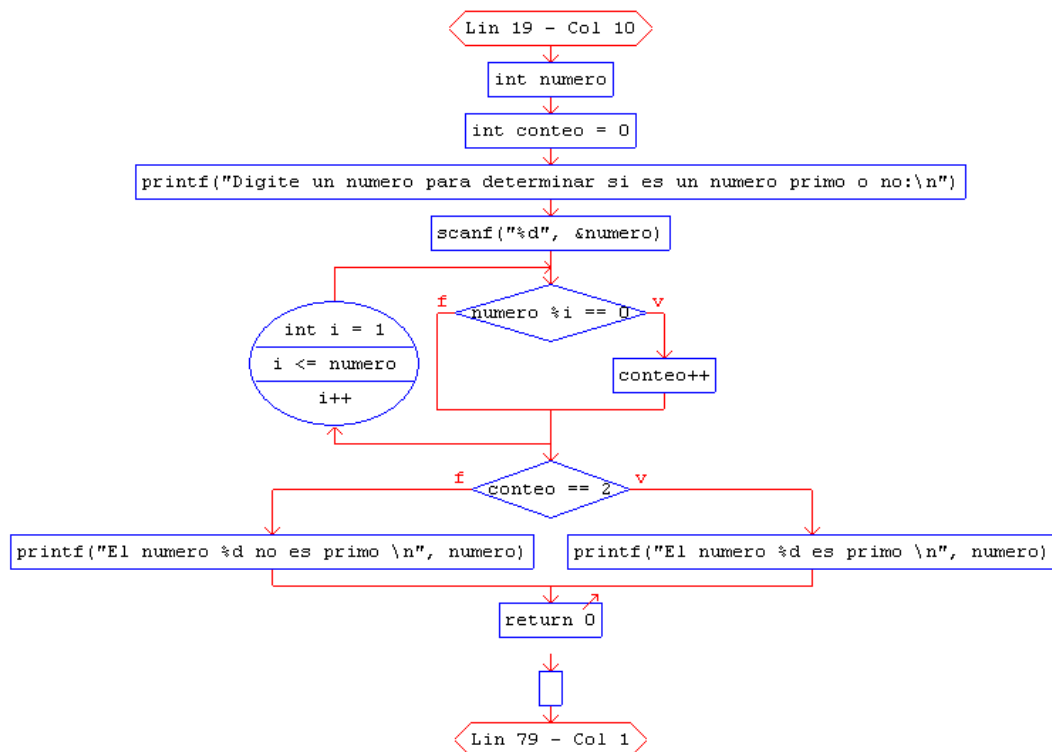 Lin 19 - Col 10
int numero
int conteo = 0
printf("Digite un numero para determinar si es un numero primo o no:\n")
scanf("%d", &numero)
f
v
numero %i == 0
int i = 1
i <= numero
i++
conteo++
f
v
conteo == 2
printf("El numero %d no es primo \n", numero)
printf("El numero %d es primo \n", numero)
return 0
Lin 79 - Col 1